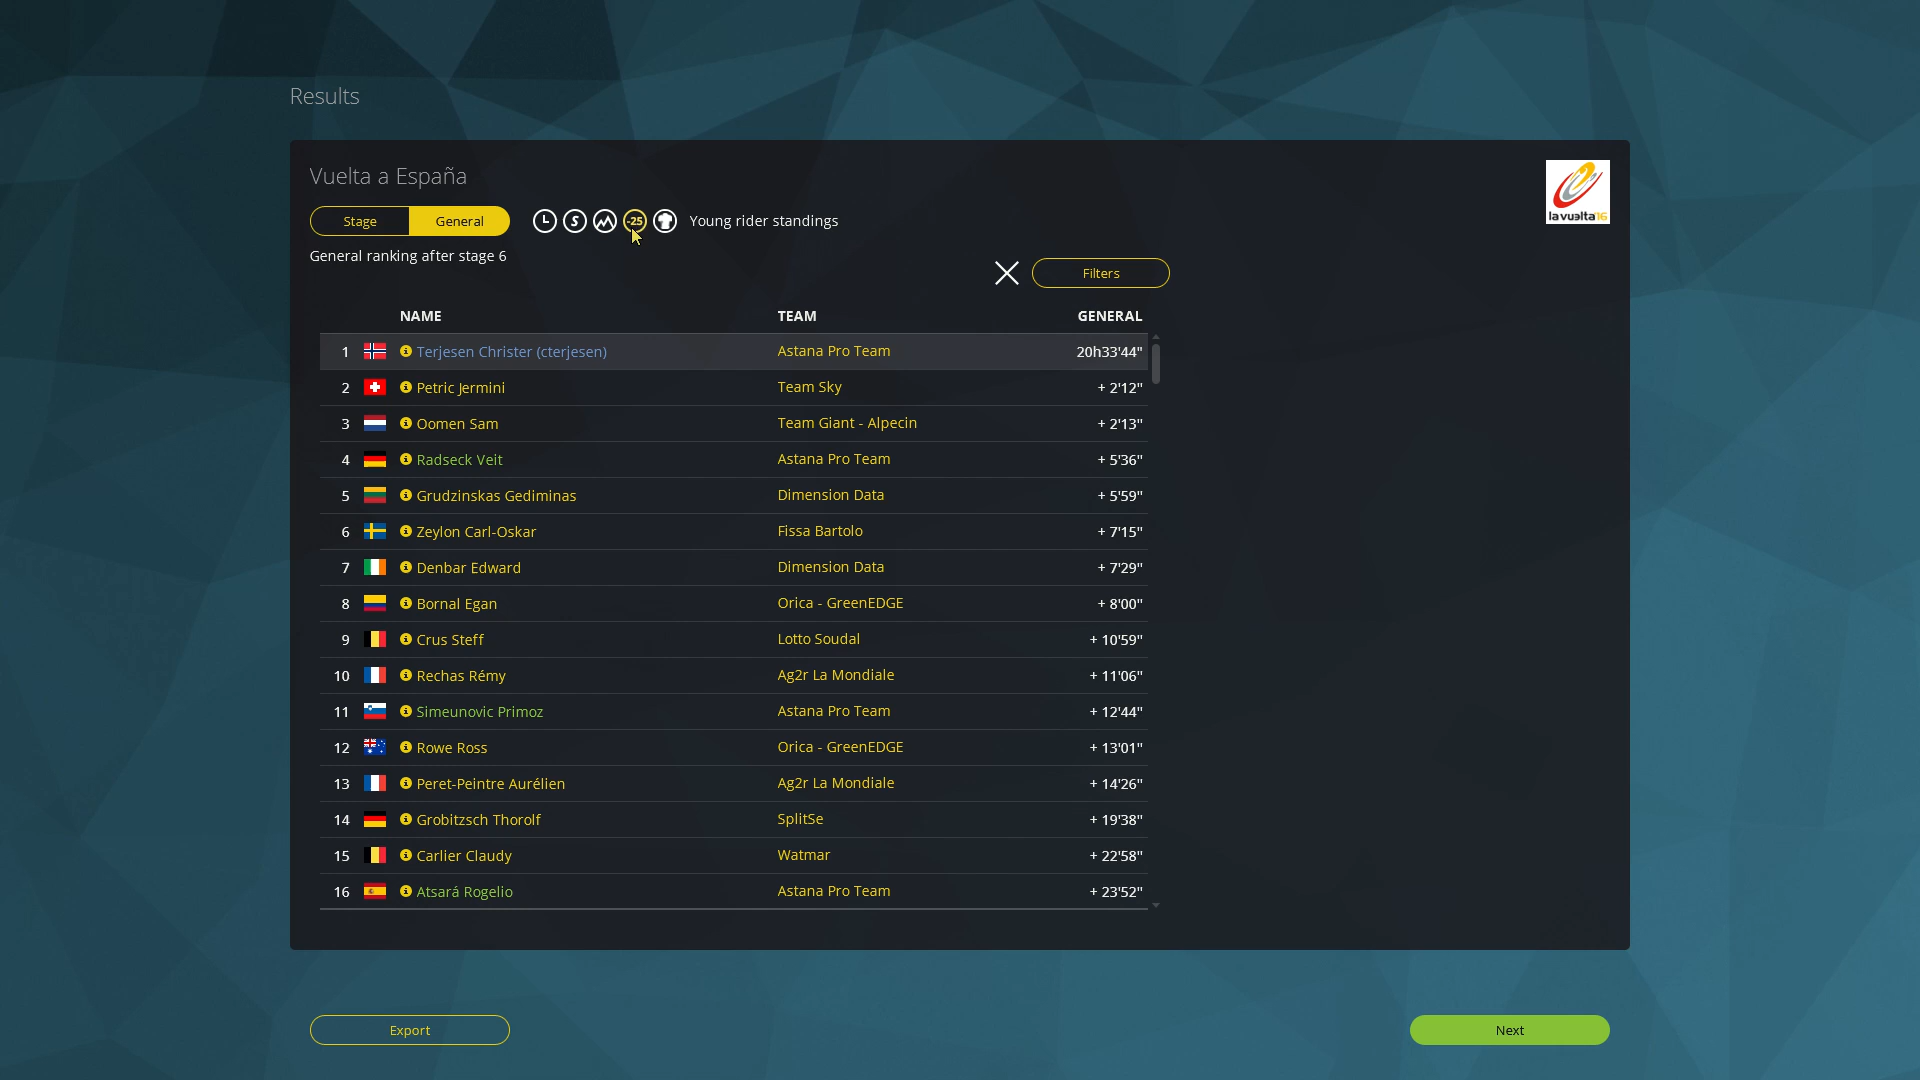 Results
Vuelta a España
la vuelta16
Stage General -25 Young rider standings
General ranking after stage 6
Filters
NAME TEAM GENERAL
1 Terjesen Christer (cterjesen) Astana Pro Team 20h33'44''
2 Petric Jermini Team Sky + 2'12''
3 Oomen Sam Team Giant - Alpecin + 2'13''
4 Radseck Veit Astana Pro Team + 5'36''
5 Grudzinskas Gediminas Dimension Data + 5'59''
6 Zeylon Carl-Oskar Fissa Bartolo + 7'15''
7 Denbar Edward Dimension Data + 7'29''
8 Bornal Egan Orica - GreenEDGE + 8'00''
9 Crus Steff Lotto Soudal + 10'59''
10 Rechas Rémy Ag2r La Mondiale + 11'06''
11 Simeunovic Primoz Astana Pro Team + 12'44''
12 Rowe Ross Orica - GreenEDGE + 13'01''
13 Peret-Peintre Aurélien Ag2r La Mondiale + 14'26''
14 Grobitzsch Thorolf SplitSe + 19'38''
15 Carlier Claudy Watmar + 22'58''
16 Atsará Rogelio Astana Pro Team + 23'52''
Export Next